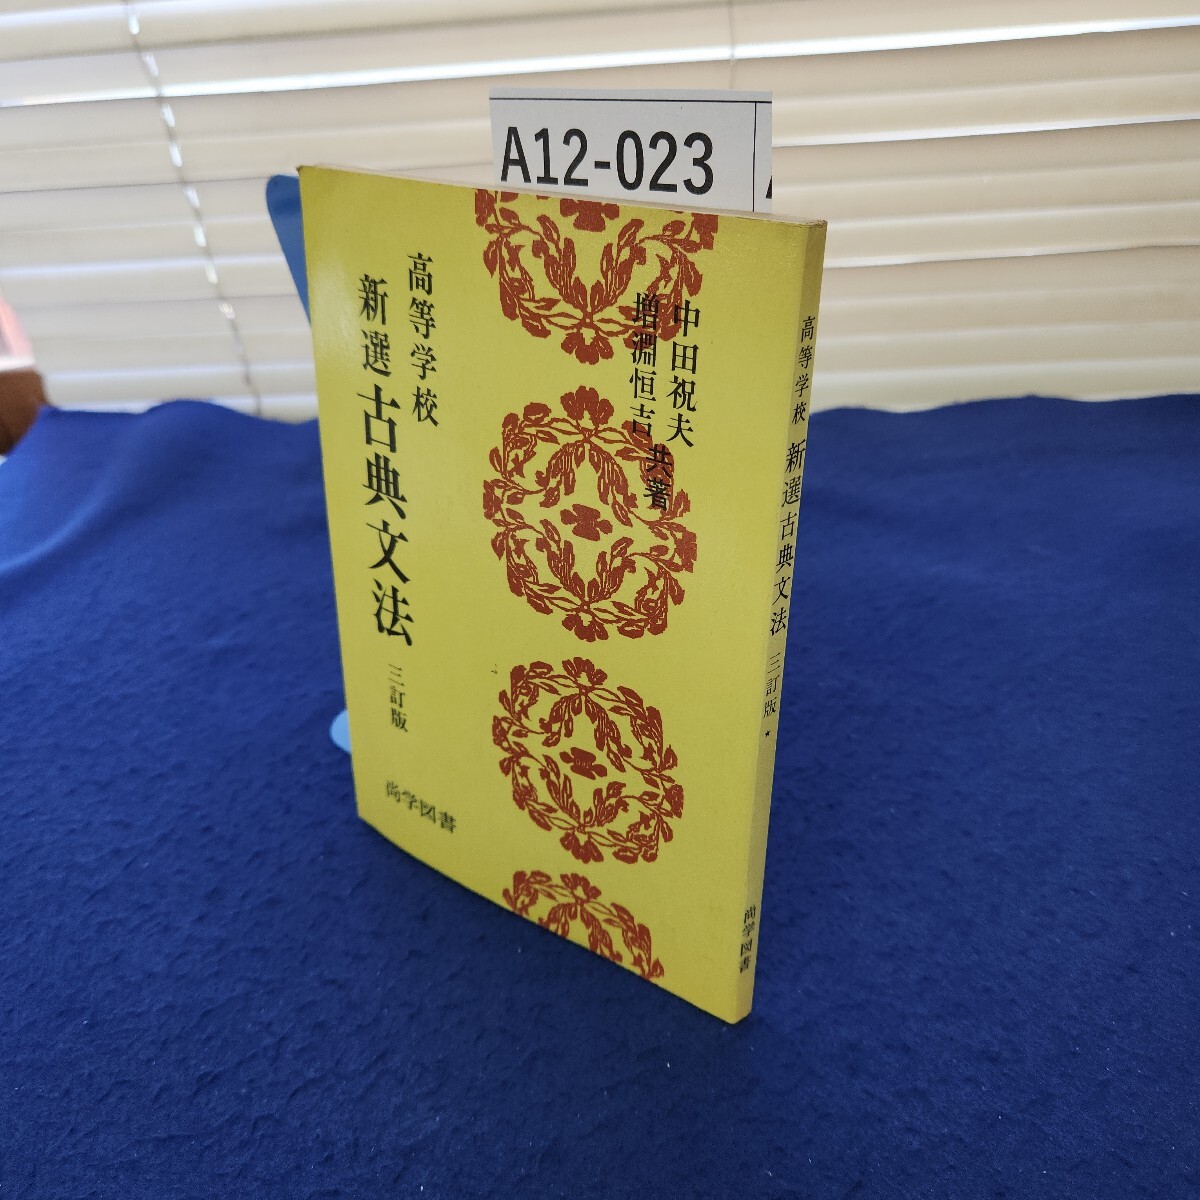 A12-023
高等学校
新選古典文法 三訂版
尚学図書
中田祝夫
増淵恒吉 共著
高等学校 新選古典文法 三訂版 *
尚学図書